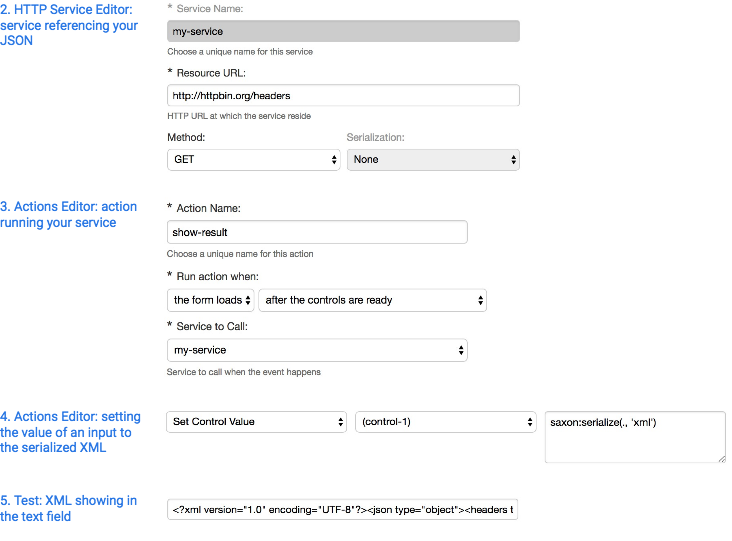 2. HTTP Service Editor:
service referencing your
JSON
* Service Name:
my-service
Choose a unique name for this service
* Resource URL:
http://httpbin.org/headers
HTTP URL at which the service reside
Method:
Serialization:
GET
None
3. Actions Editor: action
running your service
* Action Name:
show-result
Choose a unique name for this action
* Run action when:
the form loads
after the controls are ready
* Service to Call:
my-service
Service to call when the event happens
4. Actions Editor: setting
the value of an input to
the serialized XML
Set Control Value
(control-1)
saxon:serialize(., 'xml')
5. Test: XML showing in
the text field
<?xml version="1.0" encoding="UTF-8"?><json type="object"><headers t